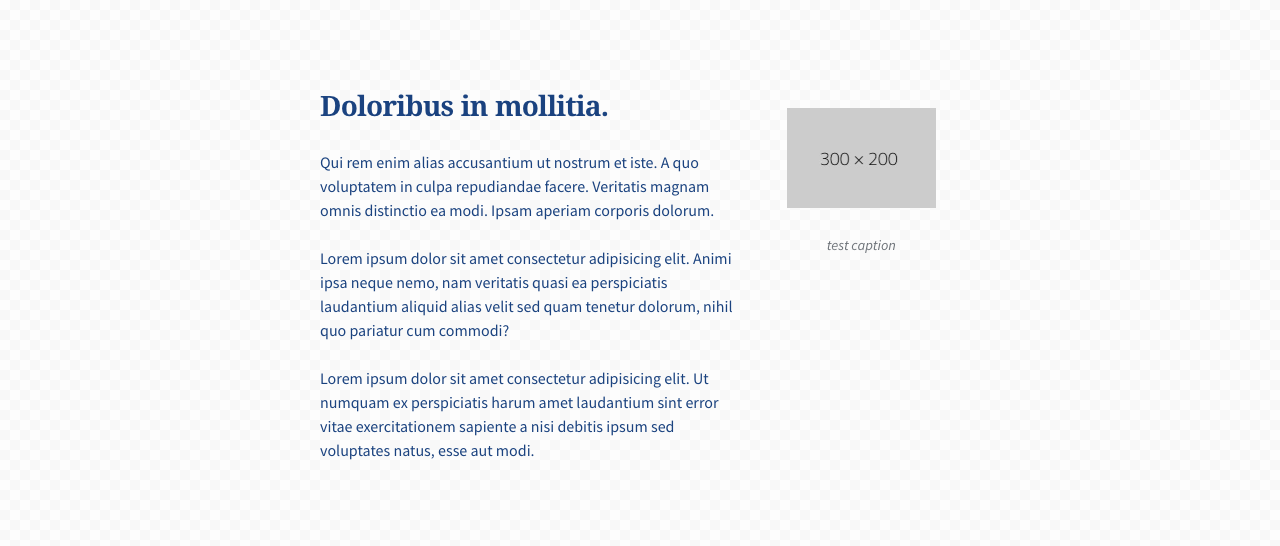 Doloribus in mollitia.
Qui rem enim alias accusantium ut nostrum et iste. A quo
voluptatem in culpa repudiandae facere. Veritatis magnam
omnis distinctio ea modi. Ipsam aperiam corporis dolorum.
Lorem ipsum dolor sit amet consectetur adipisicing elit. Animi
ipsa neque nemo, nam veritatis quasi ea perspiciatis
laudantium aliquid alias velit sed quam tenetur dolorum, nihil
quo pariatur cum commodi?
Lorem ipsum dolor sit amet consectetur adipisicing elit. Ut
numquam ex perspiciatis harum amet laudantium sint error
vitae exercitationem sapiente a nisi debitis ipsum sed
voluptates natus, esse aut modi.
300 × 200
test caption